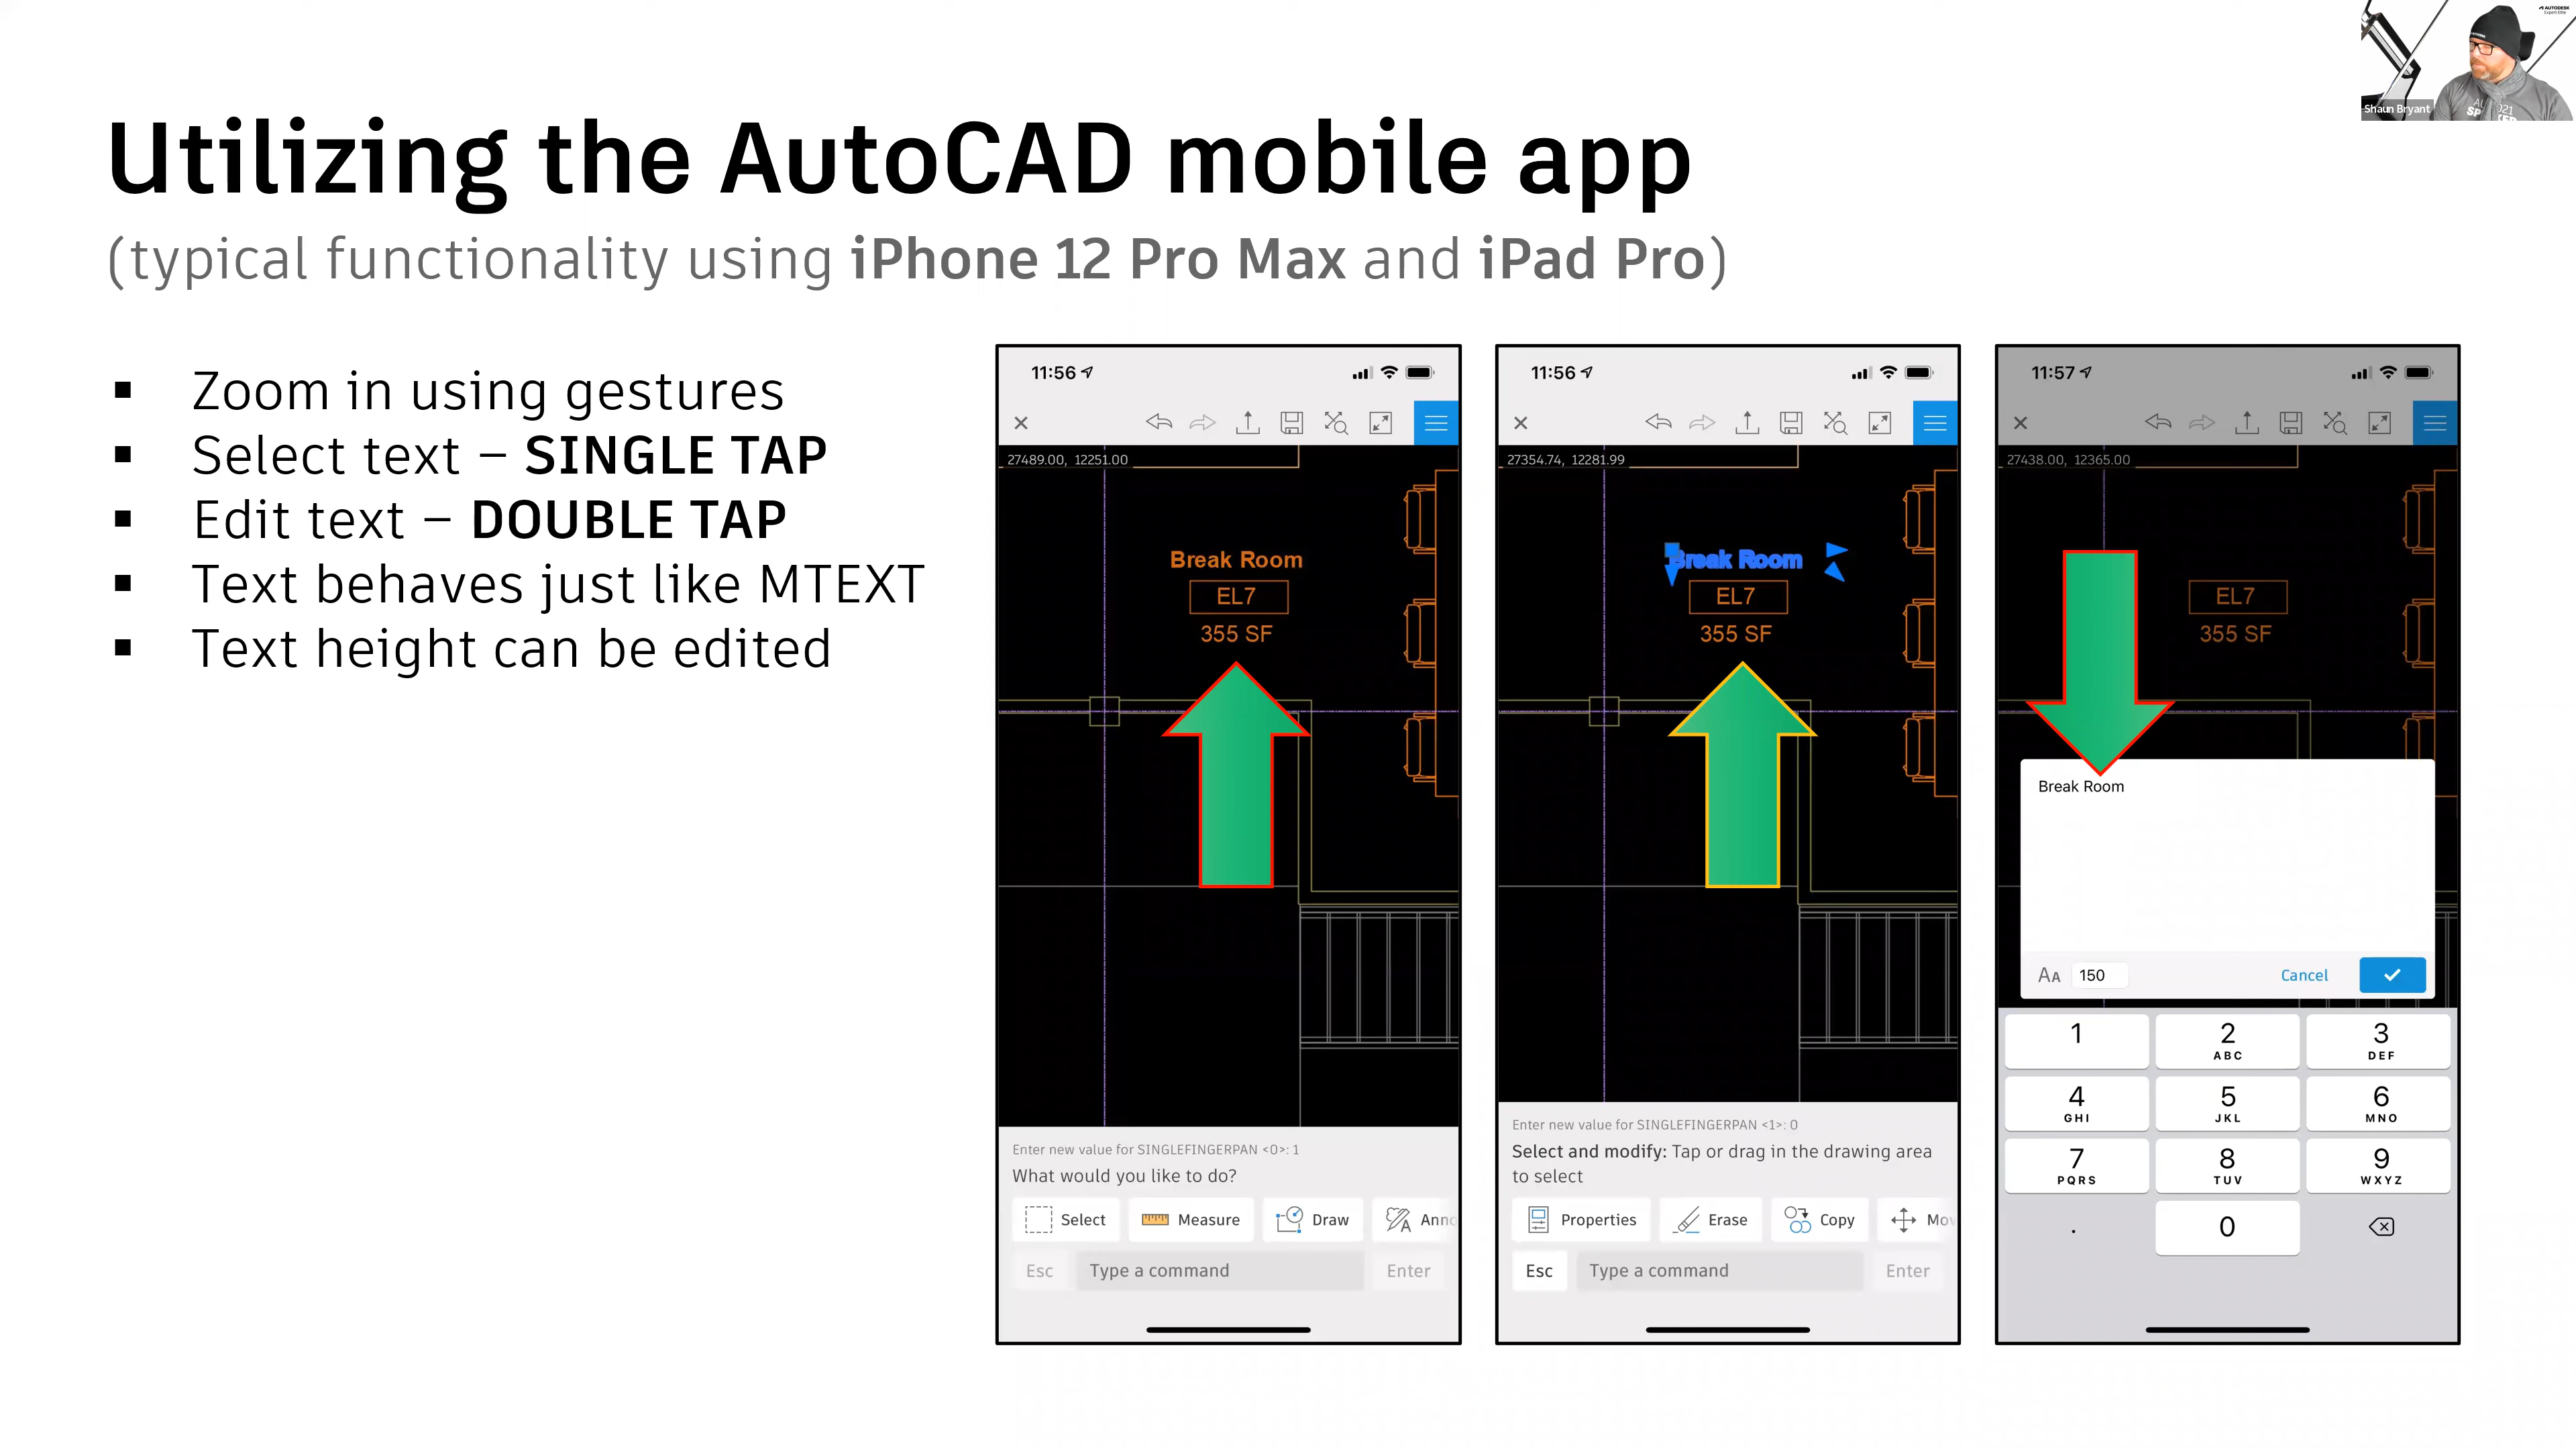 AUTODESK
Expert Elite
Shaun Bryant
Utilizing the AutoCAD mobile app
(typical functionality using iPhone 12 Pro Max and iPad Pro)
▪ Zoom in using gestures
▪ Select text – SINGLE TAP
▪ Edit text – DOUBLE TAP
▪ Text behaves just like MTEXT
▪ Text height can be edited
11:56
27489.00, 12251.00
Break Room
EL7
355 SF
Enter new value for SINGLEFINGERPAN <0>: 1
What would you like to do?
Select Measure Draw Anno
Esc Type a command Enter
11:56
27354.74, 12281.99
Break Room
EL7
355 SF
Enter new value for SINGLEFINGERPAN <1>: 0
Select and modify: Tap or drag in the drawing area
to select
Properties Erase Copy Mov
Esc Type a command Enter
11:57
27438.00, 12365.00
EL7
355 SF
Break Room
AA 150 Cancel
1 2 3
ABC DEF
4 5 6
GHI JKL MNO
7 8 9
PQRS TUV WXYZ
. 0